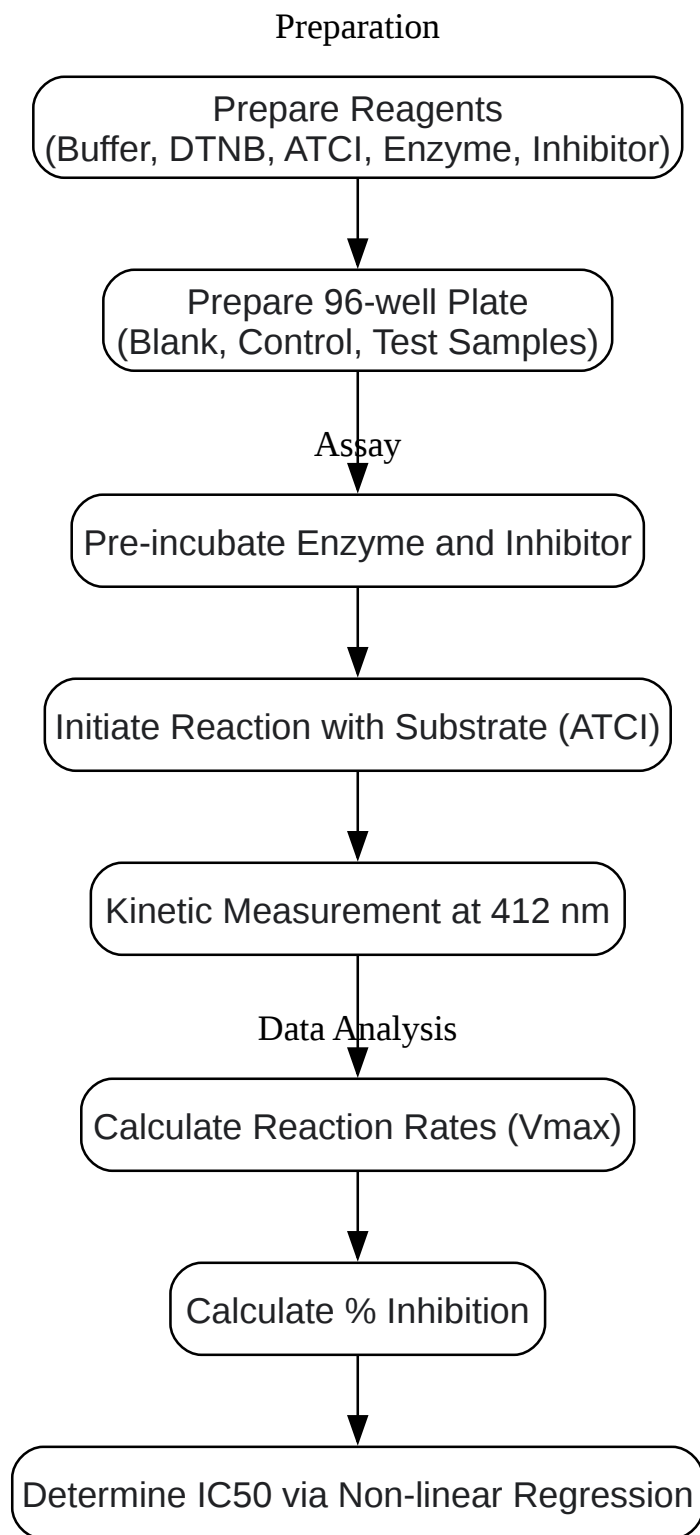 Preparation
Prepare Reagents
(Buffer, DTNB, ATCI, Enzyme, Inhibitor)
Prepare 96-well Plate
(Blank, Control, Test Samples)
Assay
Pre-incubate Enzyme and Inhibitor
Initiate Reaction with Substrate (ATCI)
Kinetic Measurement at 412 nm
Data Analysis
Calculate Reaction Rates (Vmax)
Calculate % Inhibition
Determine IC50 via Non-linear Regression